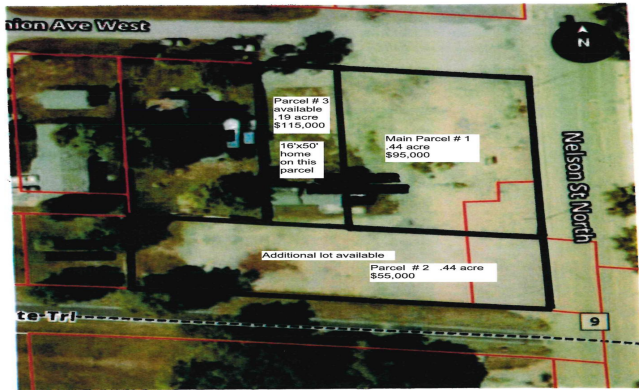 nion Ave West
N
Parcel # 3
available
.19 acre
$115,000
16'x50'
home
on this
parcel
Main Parcel # 1
.44 acre
$95,000
Nelson St North
Additional lot available
Parcel # 2 .44 acre
$55,000
te Trl
9